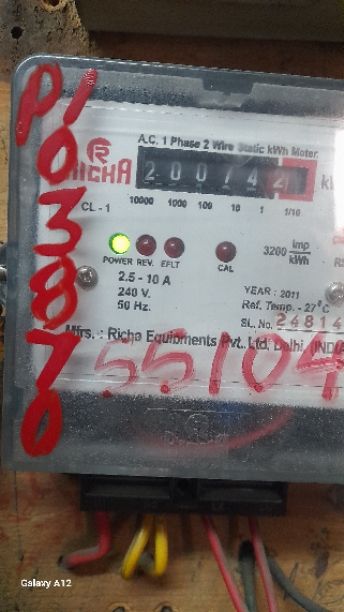 P/03870
A.C. 1 Phase 2 Wire Static kWh Meter
RICHA
200742
CL - 1
10000 1000 100 10 1 1/10
POWER REV. EFLT CAL
3200 imp/kWh
2.5 - 10 A
240 V.
50 Hz.
YEAR : 2011
Ref. Temp. - 27°C
SL. No. 24814
Mfrs. : Richa Equipments Pvt. Ltd. Delhi, (INDIA
55104
Galaxy A12